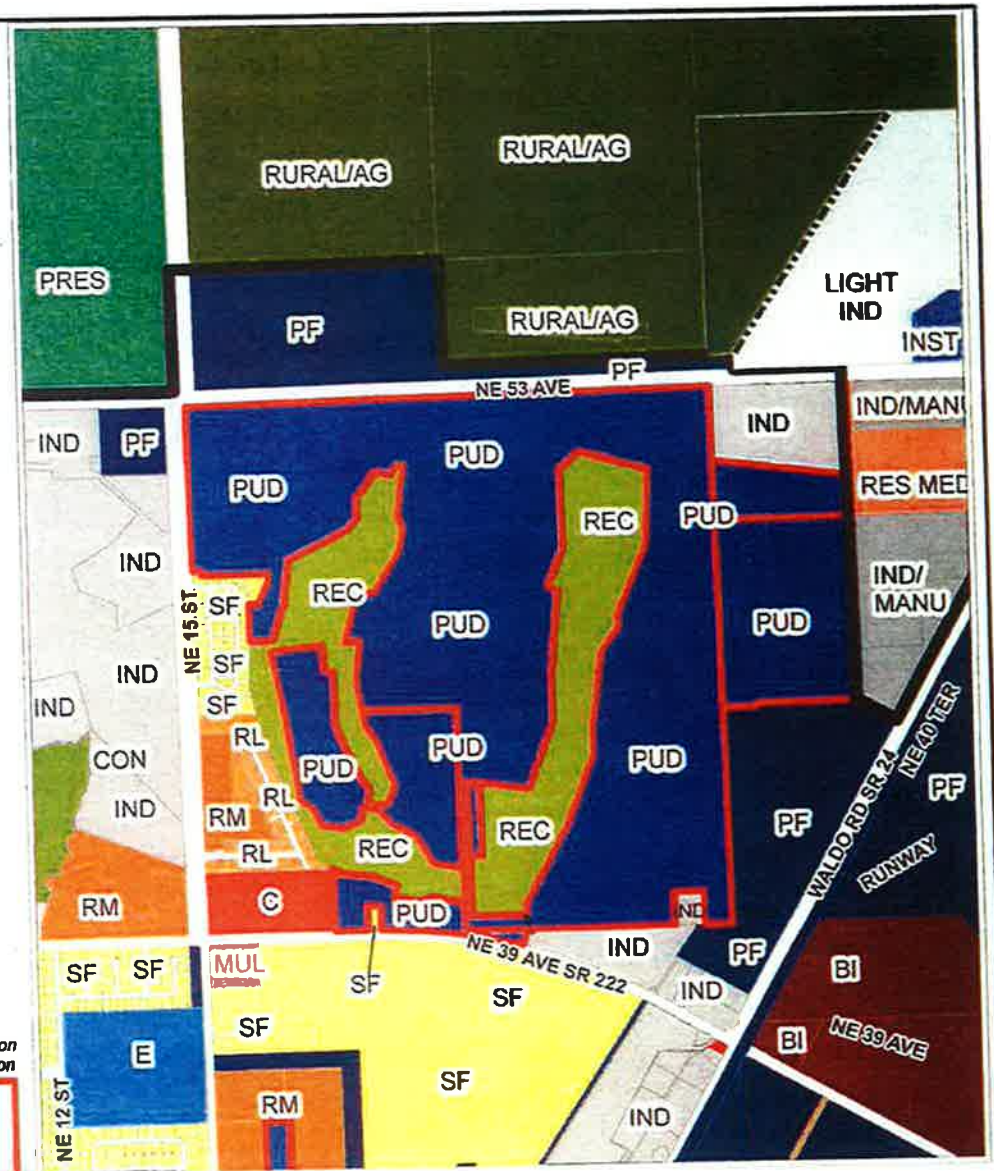 RURAL/AG
RURAL/AG
PRES
LIGHT
IND
PF
RURAL/AG
INST
PF
NE 53 AVE
IND
PF
IND
IND/MANU
PUD
PUD
RES MED
REC
PUD
IND
NE 15 ST
SF
REC
PUD
PUD
IND/
MANU
IND
SF
SF
IND
RL
PUD
PUD
PUD
CON
RL
IND
RM
REC
REC
PF
WALDO RD SR 24
NE 40 TER
PF
RL
RUNWAY
RM
C
PUD
IND
MUL
NE 39 AVE SR 222
IND
PF
SF
SF
SF
SF
IND
BI
SF
on
on
E
SF
BI
NE 39 AVE
NE 12 ST
RM
IND